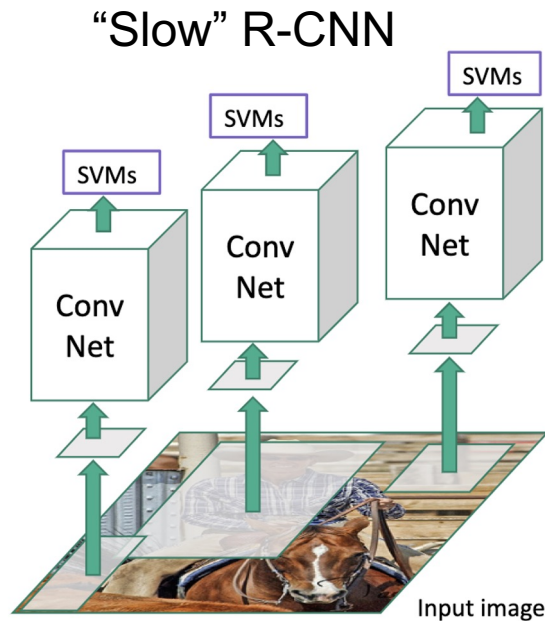 “Slow” R-CNN
SVMs
SVMs
SVMs
Conv
Net
Conv
Net
Conv
Net
Input image